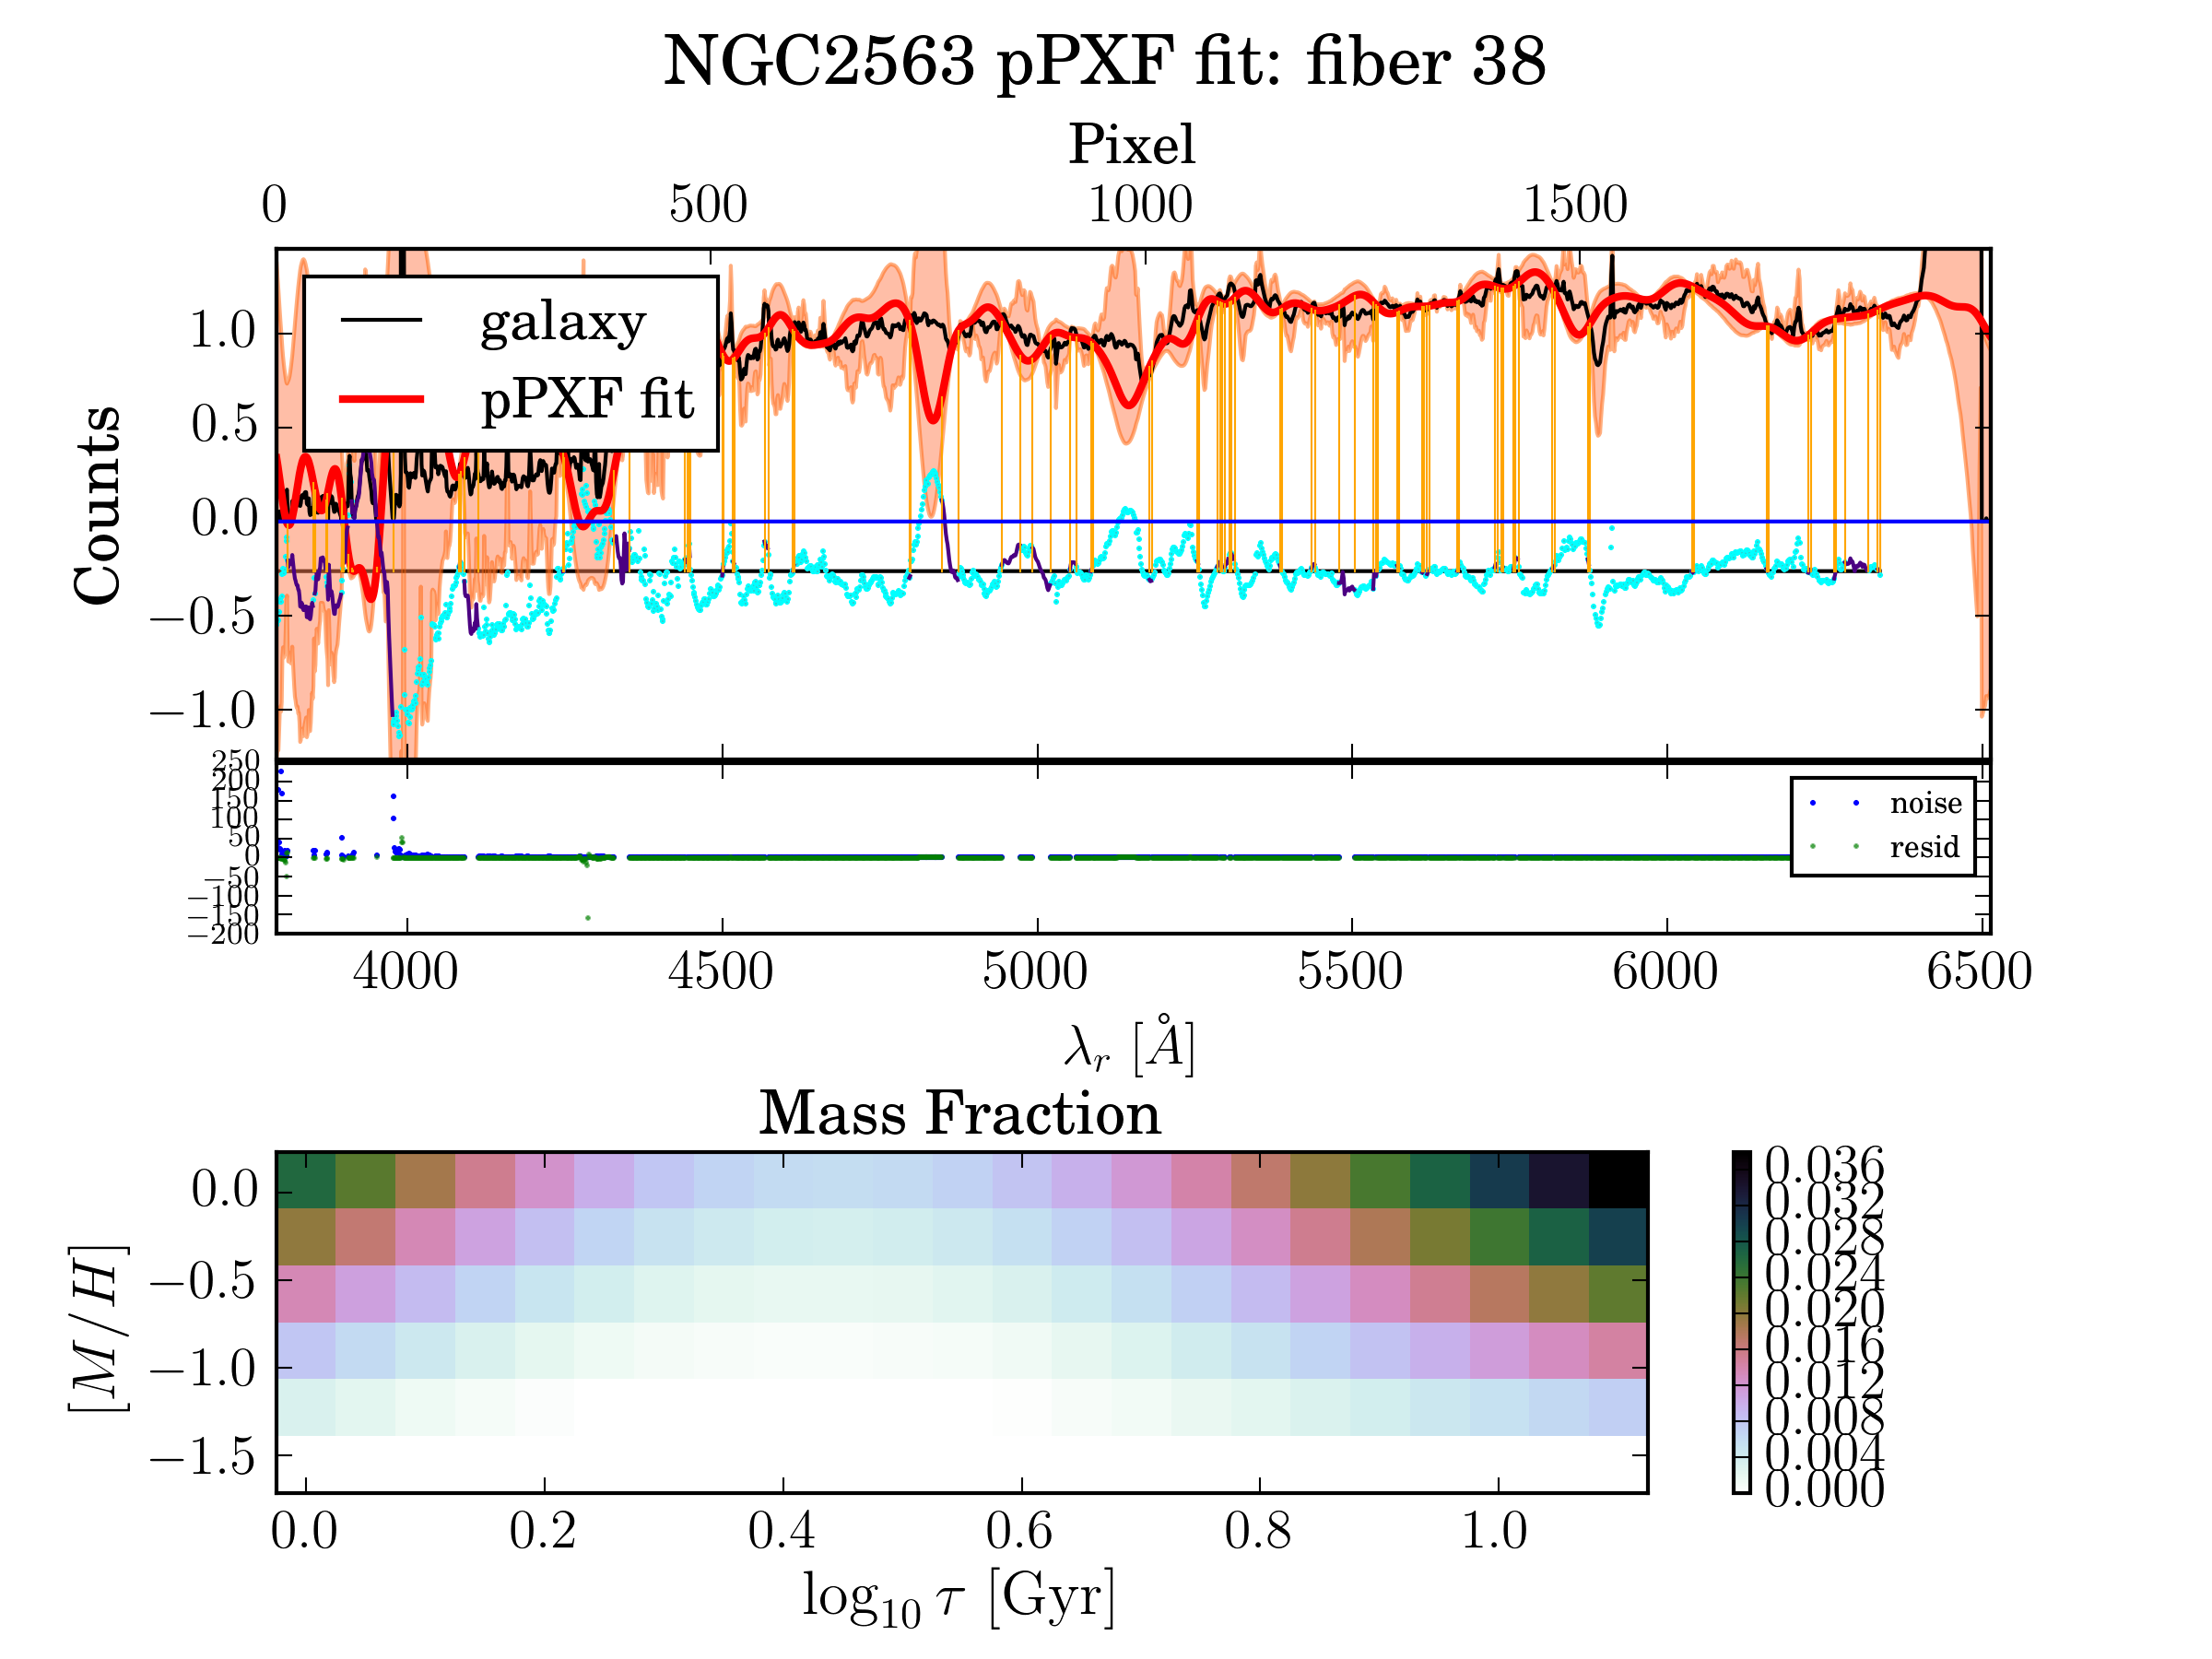 NGC2563 pPXF fit: fiber 38
Pixel
0 500 1000 1500
galaxy
pPXF fit
Counts
1.0
0.5
0.0
−0.5
−1.0
250
200
150
100
50
0
−50
−100
−150
−200
noise
resid
4000 4500 5000 5500 6000 6500
λr [Å]
Mass Fraction
[M/H]
0.0
−0.5
−1.0
−1.5
0.0 0.2 0.4 0.6 0.8 1.0
log10 τ [Gyr]
0.036
0.032
0.028
0.024
0.020
0.016
0.012
0.008
0.004
0.000